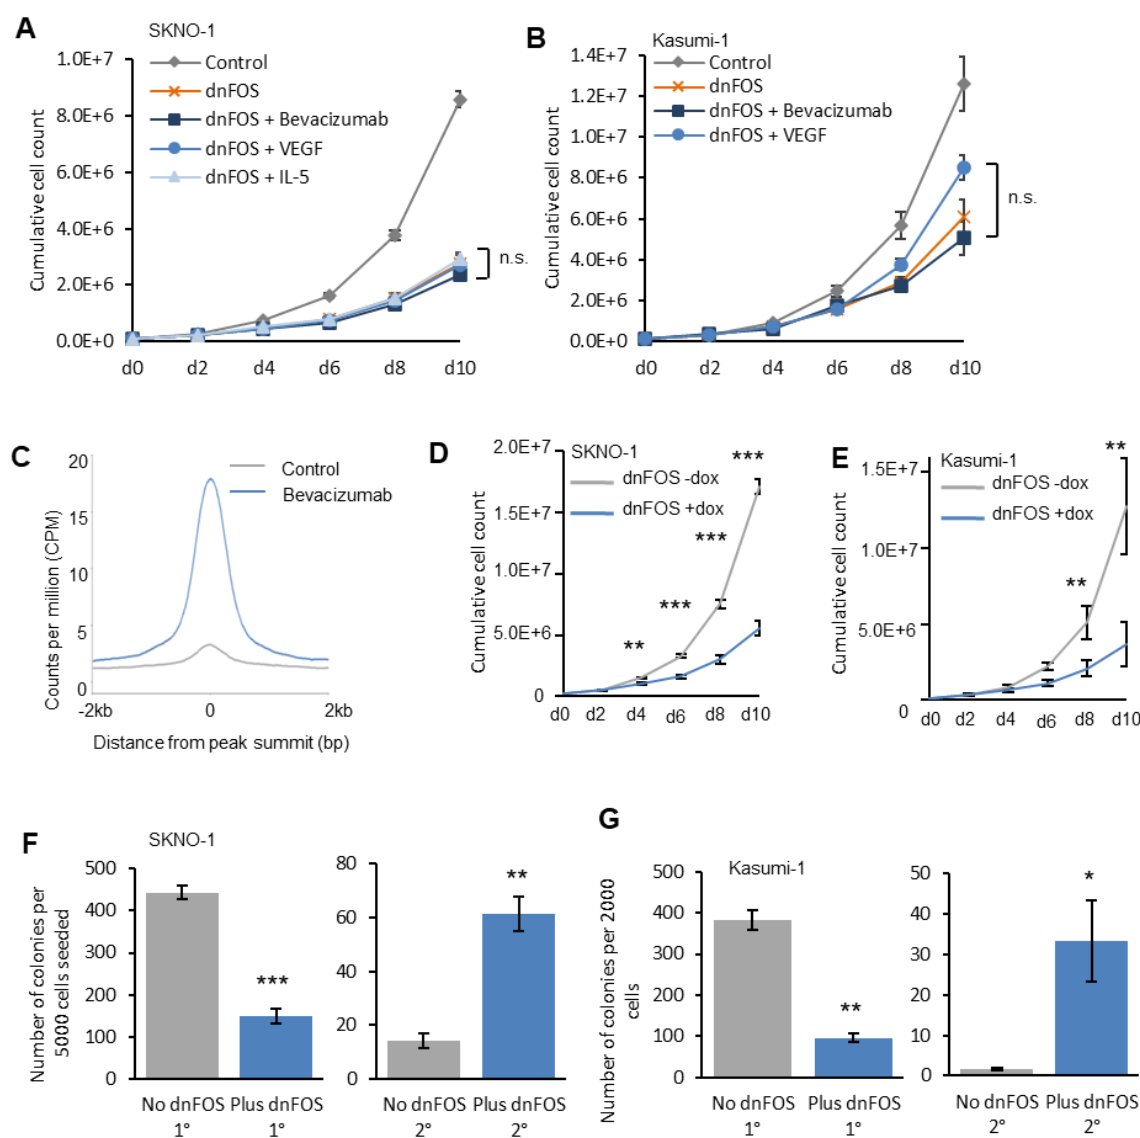 A
SKNO-1
Control
dnFOS
dnFOS + Bevacizumab
dnFOS + VEGF
dnFOS + IL-5
Cumulative cell count
1.0E+7
8.0E+6
6.0E+6
4.0E+6
2.0E+6
0.0E+0
d0 d2 d4 d6 d8 d10
n.s.
B
Kasumi-1
Control
dnFOS
dnFOS + Bevacizumab
dnFOS + VEGF
Cumulative cell count
1.4E+7
1.2E+7
1.0E+7
8.0E+6
6.0E+6
4.0E+6
2.0E+6
0.0E+0
d0 d2 d4 d6 d8 d10
n.s.
C
Control
Bevacizumab
Counts per million (CPM)
20
15
10
5
0
-2kb 0 2kb
Distance from peak summit (bp)
D
SKNO-1
dnFOS -dox
dnFOS +dox
Cumulative cell count
2.0E+7
1.5E+7
1.0E+7
5.0E+6
0
d0 d2 d4 d6 d8 d10
** *** *** ***
E
Kasumi-1
dnFOS -dox
dnFOS +dox
Cumulative cell count
1.5E+7
1.0E+7
5.0E+6
0
d0 d2 d4 d6 d8 d10
** **
F
SKNO-1
Number of colonies per
5000 cells seeded
500
400
300
200
100
0
***
No dnFOS Plus dnFOS
1° 1°
80
60
40
20
0
**
No dnFOS Plus dnFOS
2° 2°
G
Kasumi-1
Number of colonies per 2000
cells
500
400
300
200
100
0
**
No dnFOS Plus dnFOS
1° 1°
50
40
30
20
10
0
*
No dnFOS Plus dnFOS
2° 2°